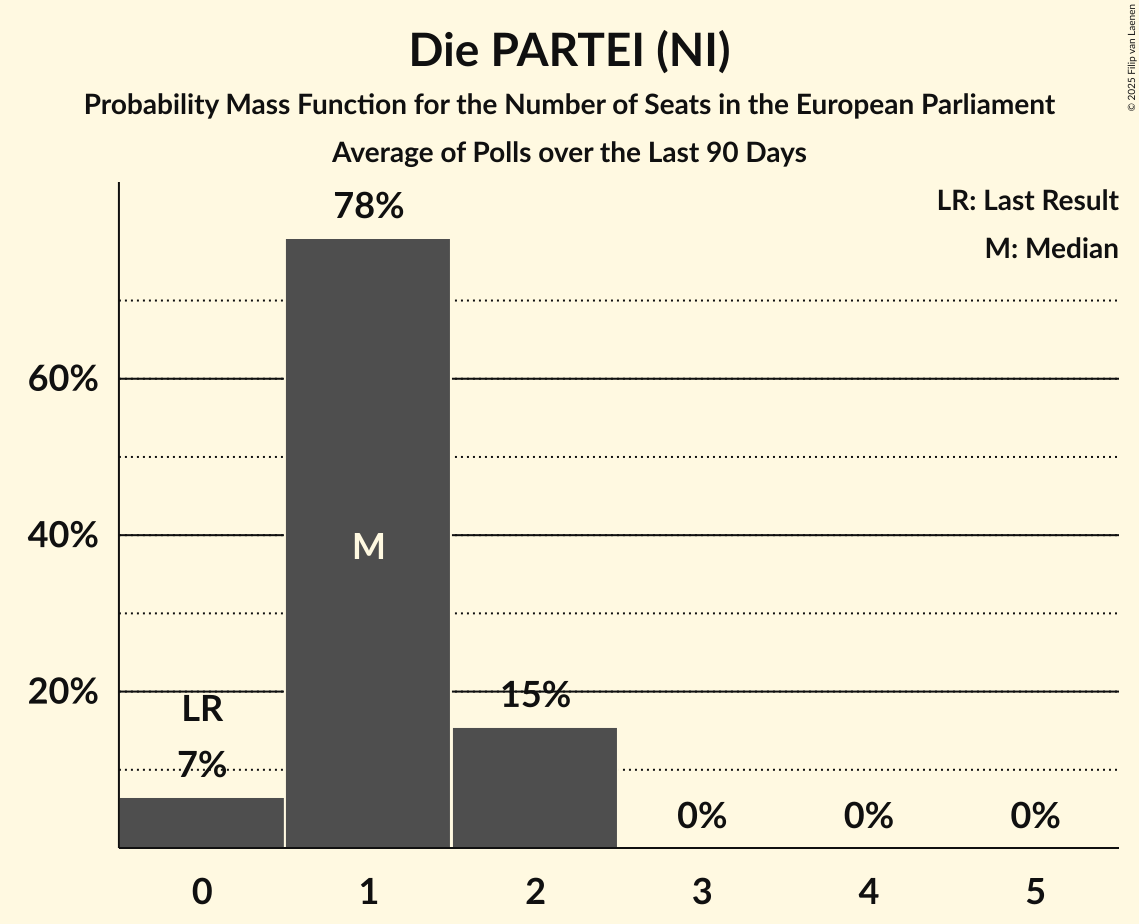 Die PARTEI (NI)
Probability Mass Function for the Number of Seats in the European Parliament
Average of Polls over the Last 90 Days
© 2025 Filip van Laenen
LR: Last Result
M: Median
78%
60%
40%
20%
M
LR
7%
15%
0%
0%
0%
0
1
2
3
4
5